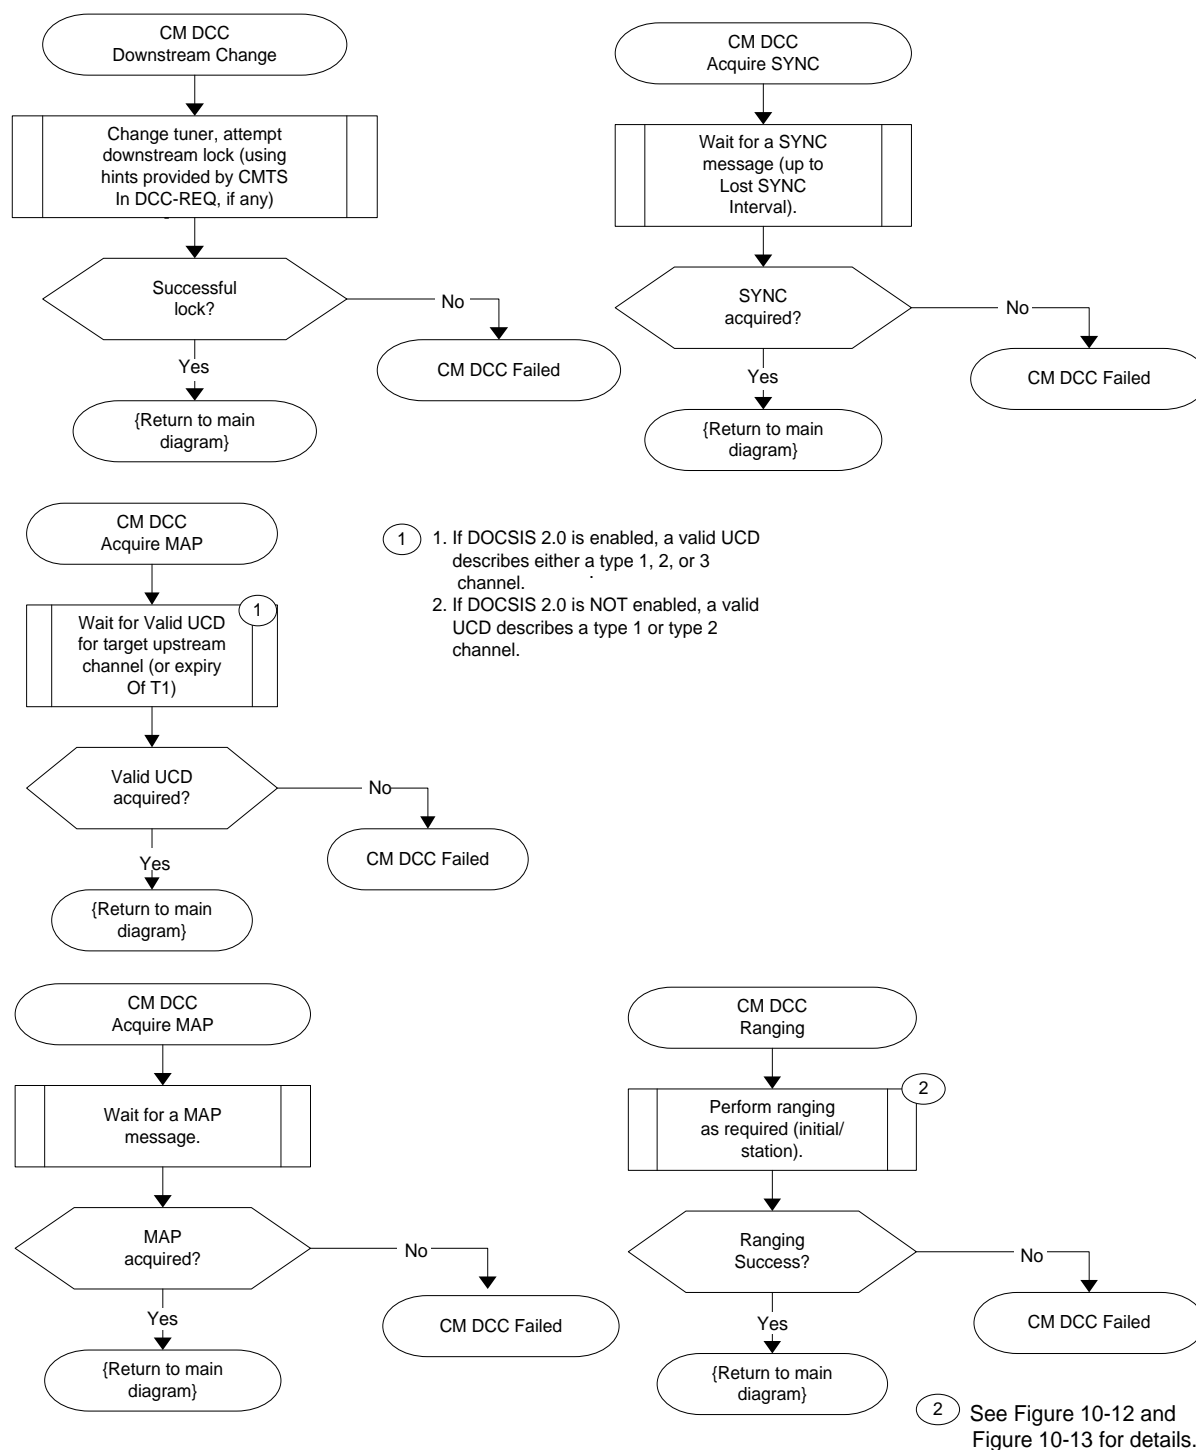 CM DCC
Downstream Change
Change tuner, attempt
downstream lock (using
hints provided by CMTS
In DCC-REQ, if any)
Successful
lock?
No
CM DCC Failed
Yes
{Return to main
diagram}
CM DCC
Acquire SYNC
Wait for a SYNC
message (up to
Lost SYNC
Interval).
SYNC
acquired?
No
CM DCC Failed
Yes
{Return to main
diagram}
CM DCC
Acquire MAP
1
Wait for Valid UCD
for target upstream
channel (or expiry
Of T1)
Valid UCD
acquired?
No
CM DCC Failed
Yes
{Return to main
diagram}
1
1. If DOCSIS 2.0 is enabled, a valid UCD
describes either a type 1, 2, or 3
channel.
2. If DOCSIS 2.0 is NOT enabled, a valid
UCD describes a type 1 or type 2
channel.
CM DCC
Acquire MAP
Wait for a MAP
message.
MAP
acquired?
No
CM DCC Failed
Yes
{Return to main
diagram}
CM DCC
Ranging
2
Perform ranging
as required (initial/
station).
Ranging
Success?
No
CM DCC Failed
Yes
{Return to main
diagram}
2
See Figure 10-12 and
Figure 10-13 for details.